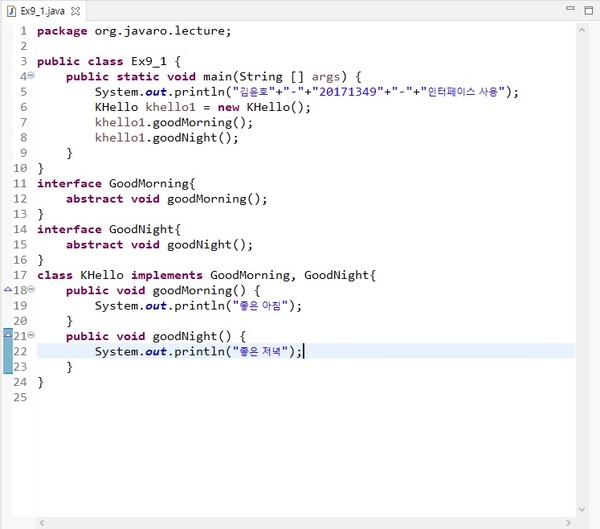 Ex9_1.java
1 package org.javaro.lecture;
2
3 public class Ex9_1 {
4     public static void main(String [] args) {
5         System.out.println("김윤호"+"-"+"20171349"+"-"+"인터페이스 사용");
6         KHello khello1 = new KHello();
7         khello1.goodMorning();
8         khello1.goodNight();
9     }
10 }
11 interface GoodMorning{
12     abstract void goodMorning();
13 }
14 interface GoodNight{
15     abstract void goodNight();
16 }
17 class KHello implements GoodMorning, GoodNight{
18     public void goodMorning() {
19         System.out.println("좋은 아침");
20     }
21     public void goodNight() {
22         System.out.println("좋은 저녁");
23     }
24 }
25